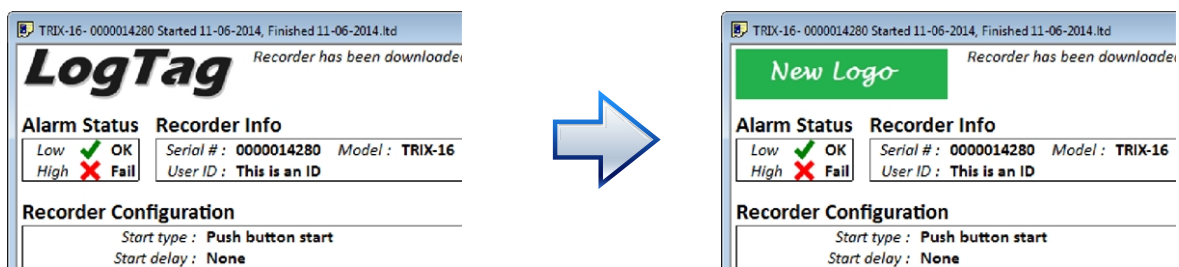 TRIX-16- 0000014280 Started 11-06-2014, Finished 11-06-2014.ltd
LogTag
Recorder has been downloaded
Alarm Status Recorder Info
Low OK Serial # : 0000014280 Model : TRIX-16
High Fail User ID : This is an ID
Recorder Configuration
Start type : Push button start
Start delay : None
TRIX-16- 0000014280 Started 11-06-2014, Finished 11-06-2014.ltd
New Logo
Recorder has been downloade
Alarm Status Recorder Info
Low OK Serial # : 0000014280 Model : TRIX-16
High Fail User ID : This is an ID
Recorder Configuration
Start type : Push button start
Start delay : None